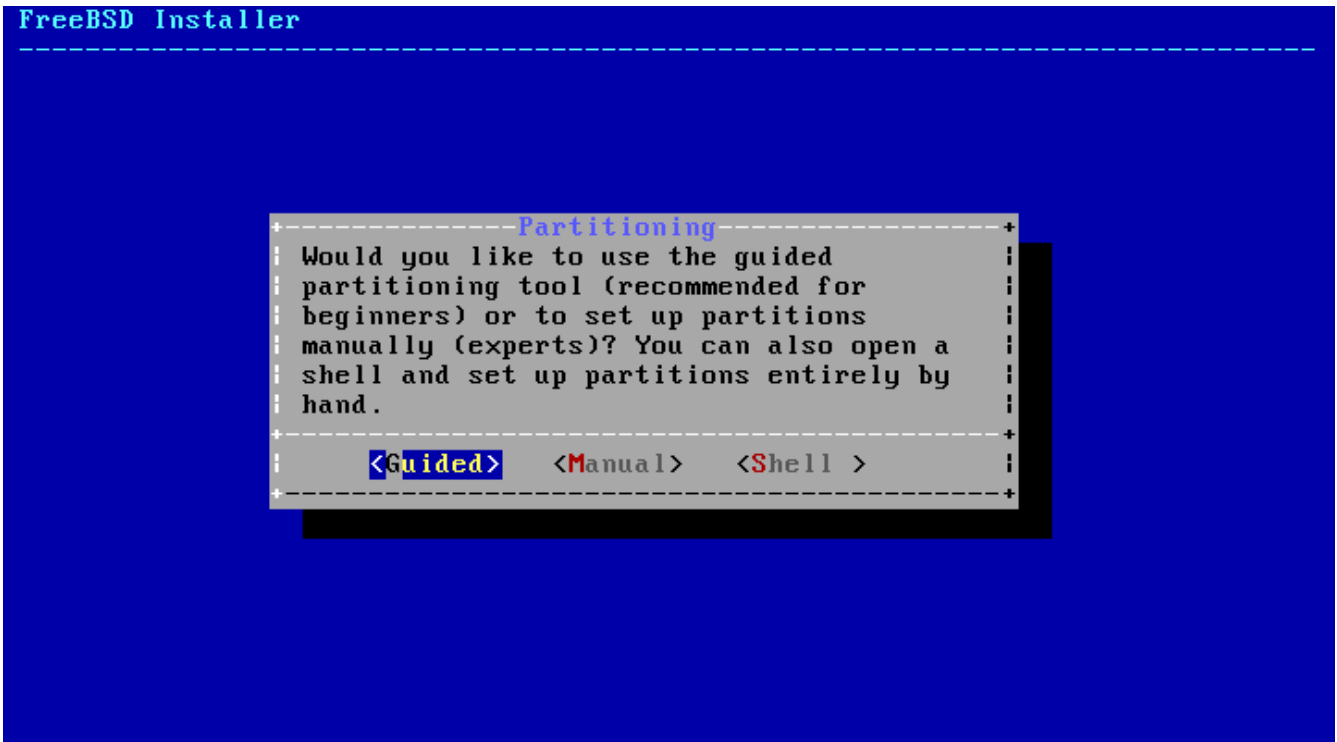 FreeBSD Installer
Partitioning
Would you like to use the guided
partitioning tool (recommended for
beginners) or to set up partitions
manually (experts)? You can also open a
shell and set up partitions entirely by
hand.
<Guided> <Manual> <Shell >